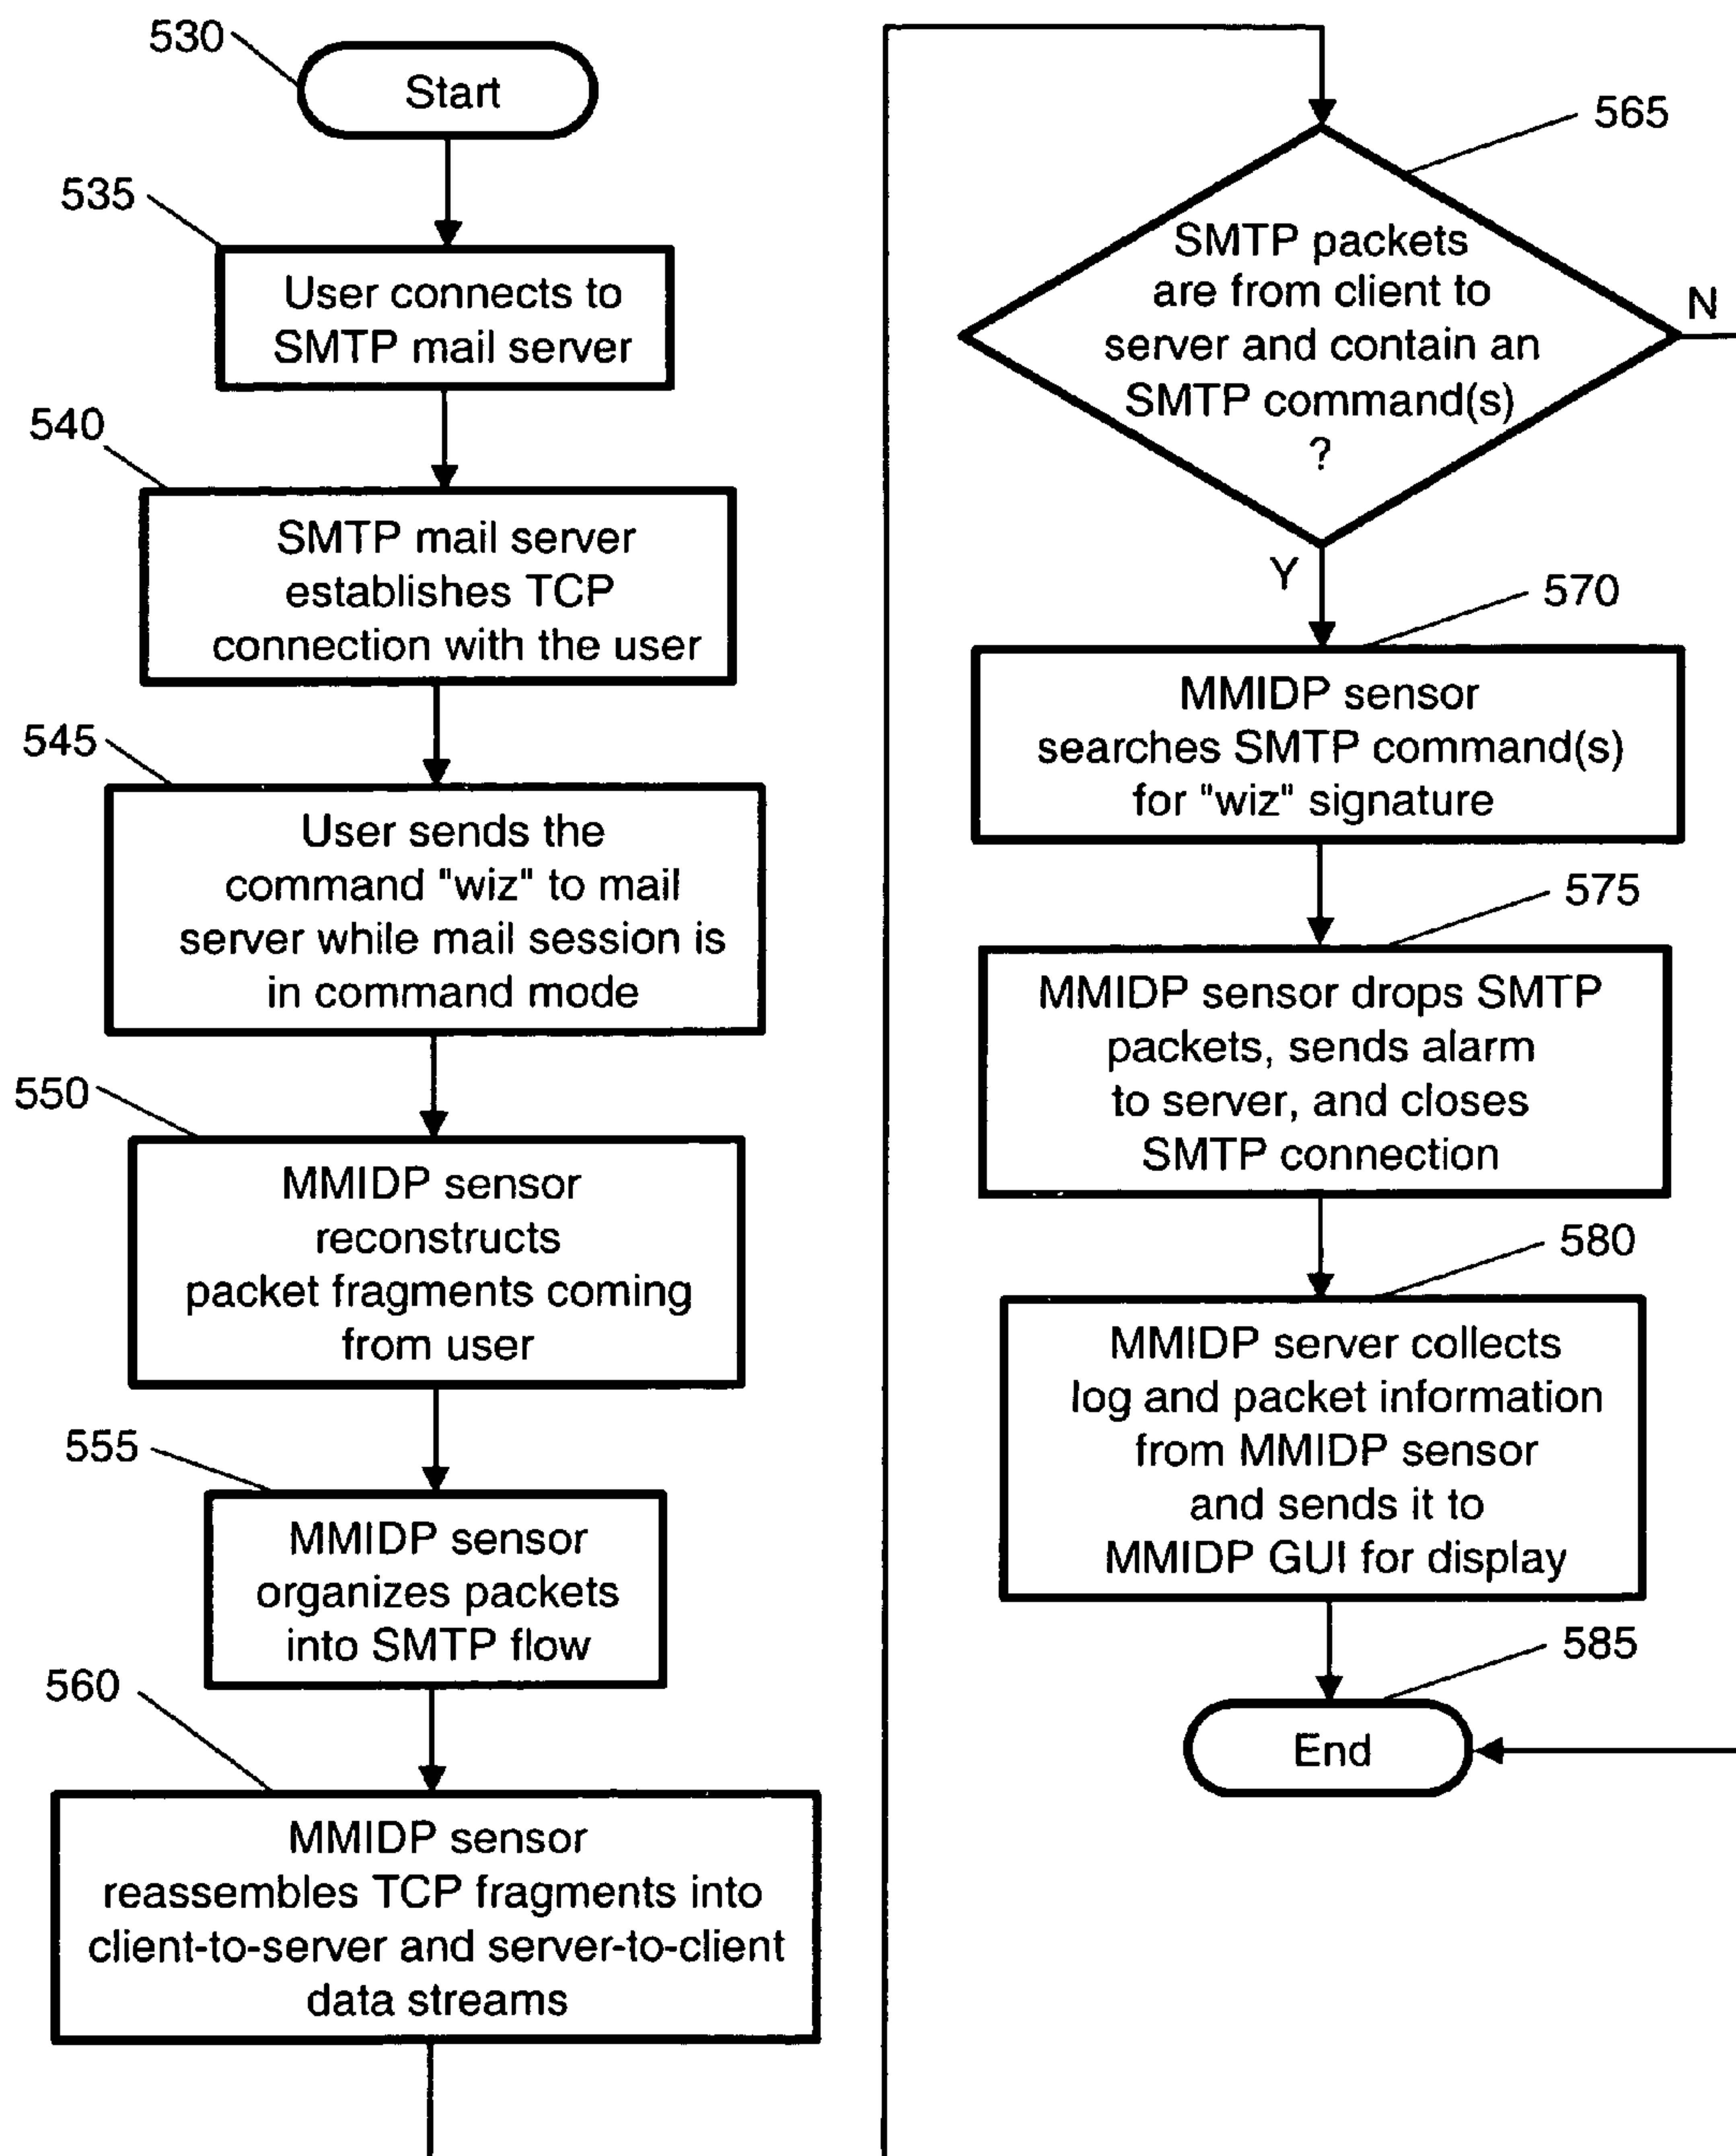 530
Start
535
User connects to
SMTP mail server
540
SMTP mail server
establishes TCP
connection with the user
545
User sends the
command "wiz" to mail
server while mail session is
in command mode
550
MMIDP sensor
reconstructs
packet fragments coming
from user
555
MMIDP sensor
organizes packets
into SMTP flow
560
MMIDP sensor
reassembles TCP fragments into
client-to-server and server-to-client
data streams
565
SMTP packets
are from client to
server and contain an
SMTP command(s)
?
N
Y
570
MMIDP sensor
searches SMTP command(s)
for "wiz" signature
575
MMIDP sensor drops SMTP
packets, sends alarm
to server, and closes
SMTP connection
580
MMIDP server collects
log and packet information
from MMIDP sensor
and sends it to
MMIDP GUI for display
585
End